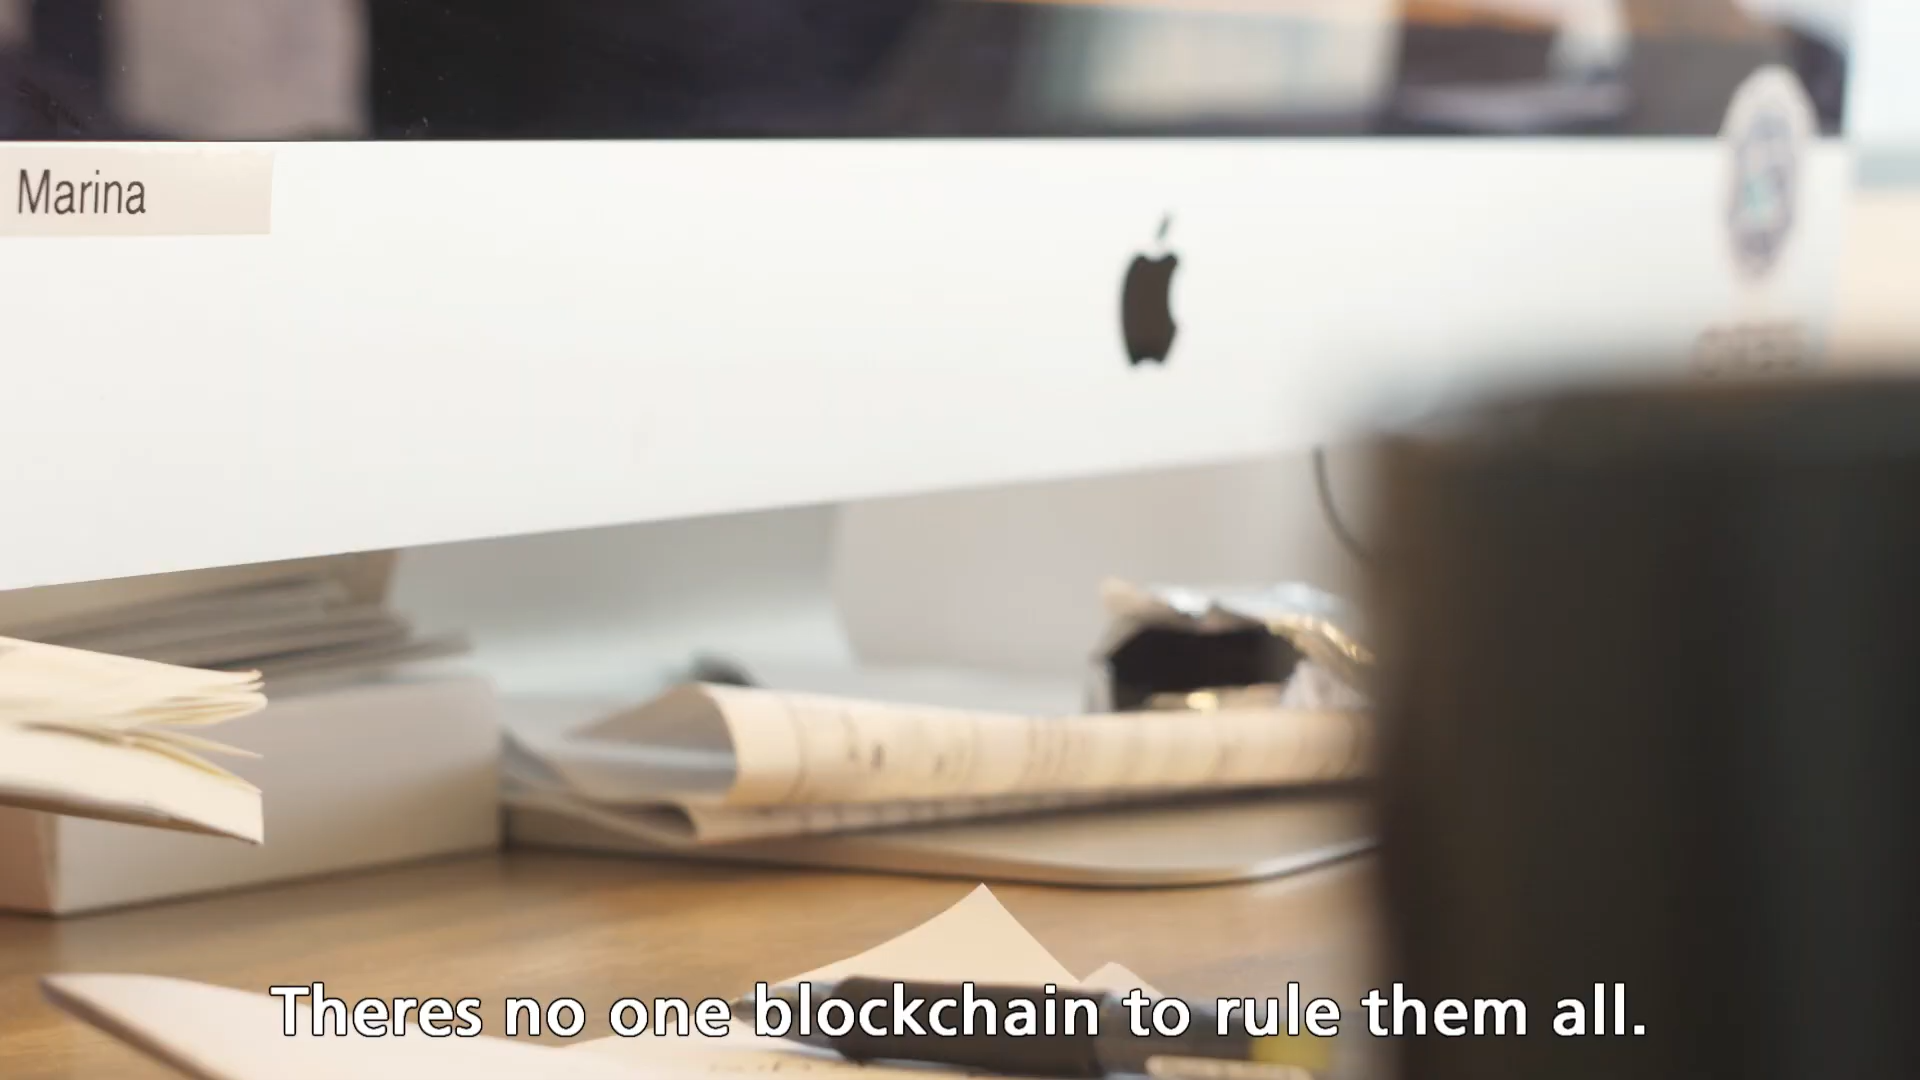 Marina
Theres no one blockchain to rule them all.